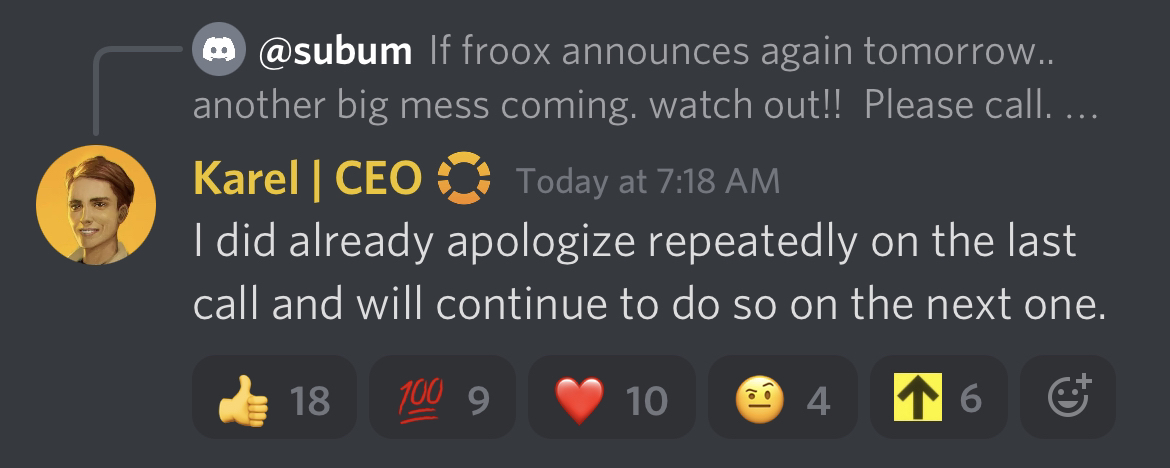 @subum If froox announces again tomorrow..
another big mess coming. watch out!!  Please call. ...
Karel | CEO Today at 7:18 AM
I did already apologize repeatedly on the last
call and will continue to do so on the next one.
👍 18 💯 9 ❤️ 10 🤨 4 ⬆ 6